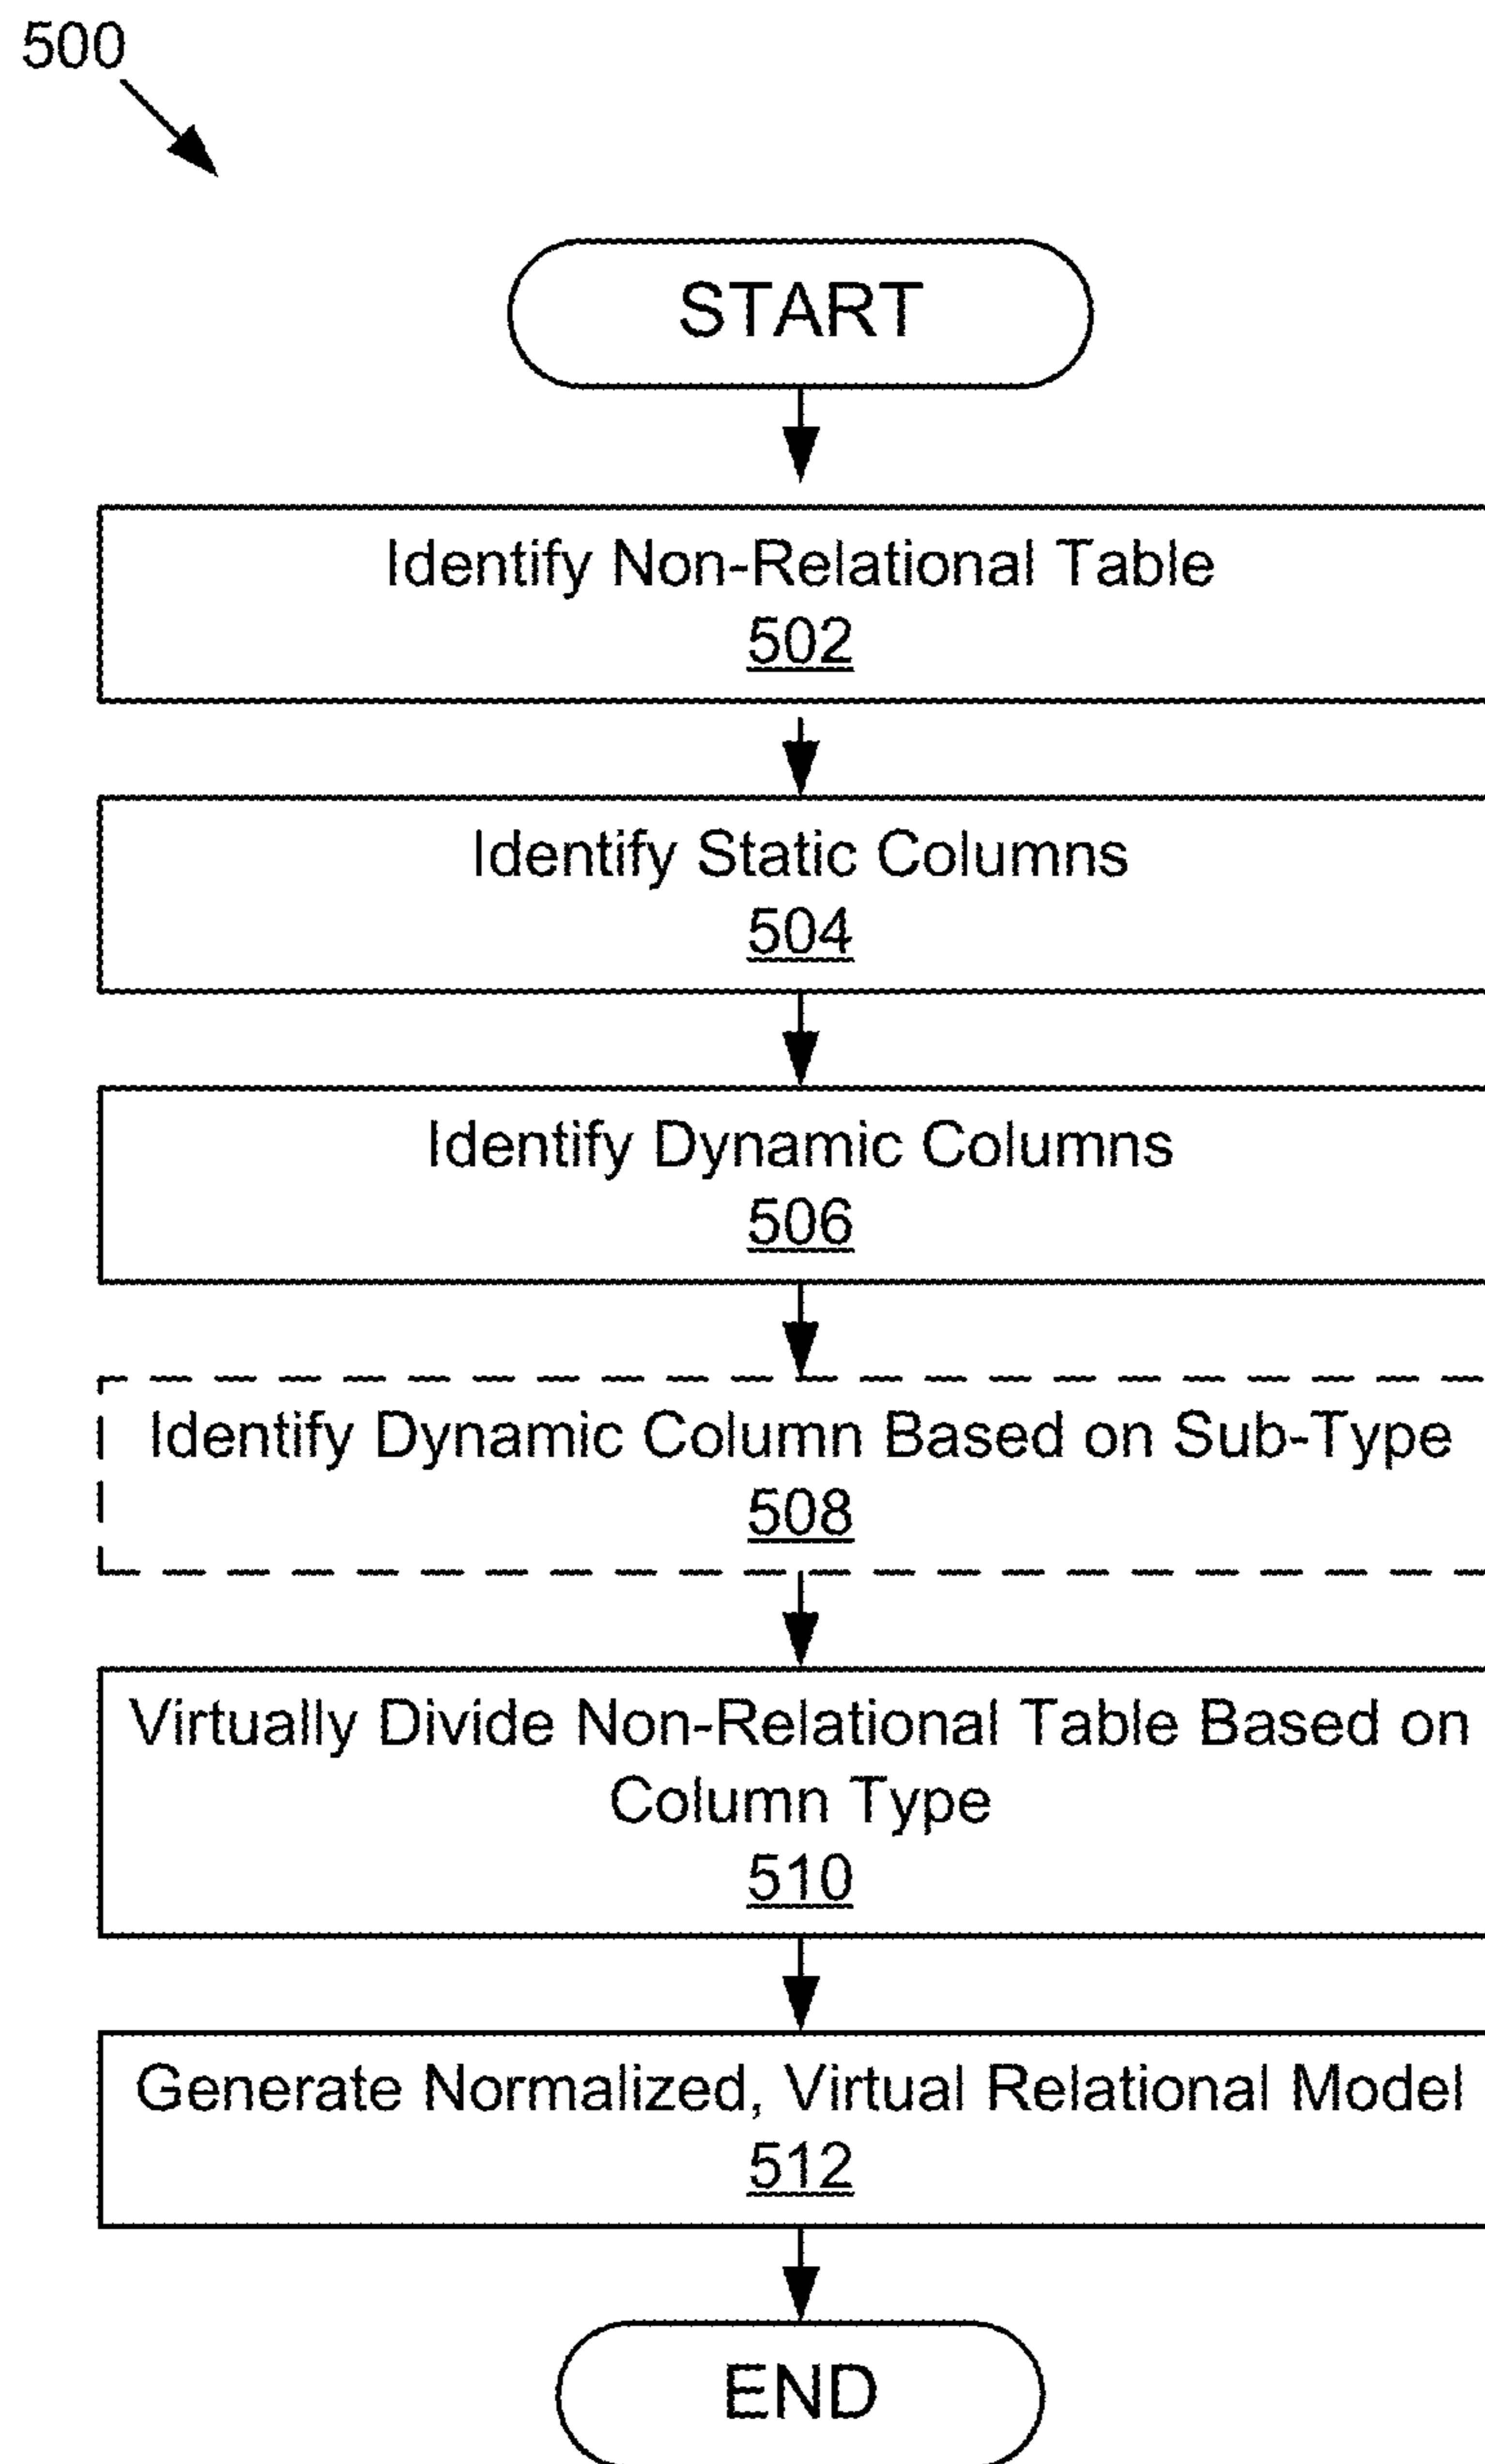 500
START
Identify Non-Relational Table
502
Identify Static Columns
504
Identify Dynamic Columns
506
Identify Dynamic Column Based on Sub-Type
508
Virtually Divide Non-Relational Table Based on
Column Type
510
Generate Normalized, Virtual Relational Model
512
END